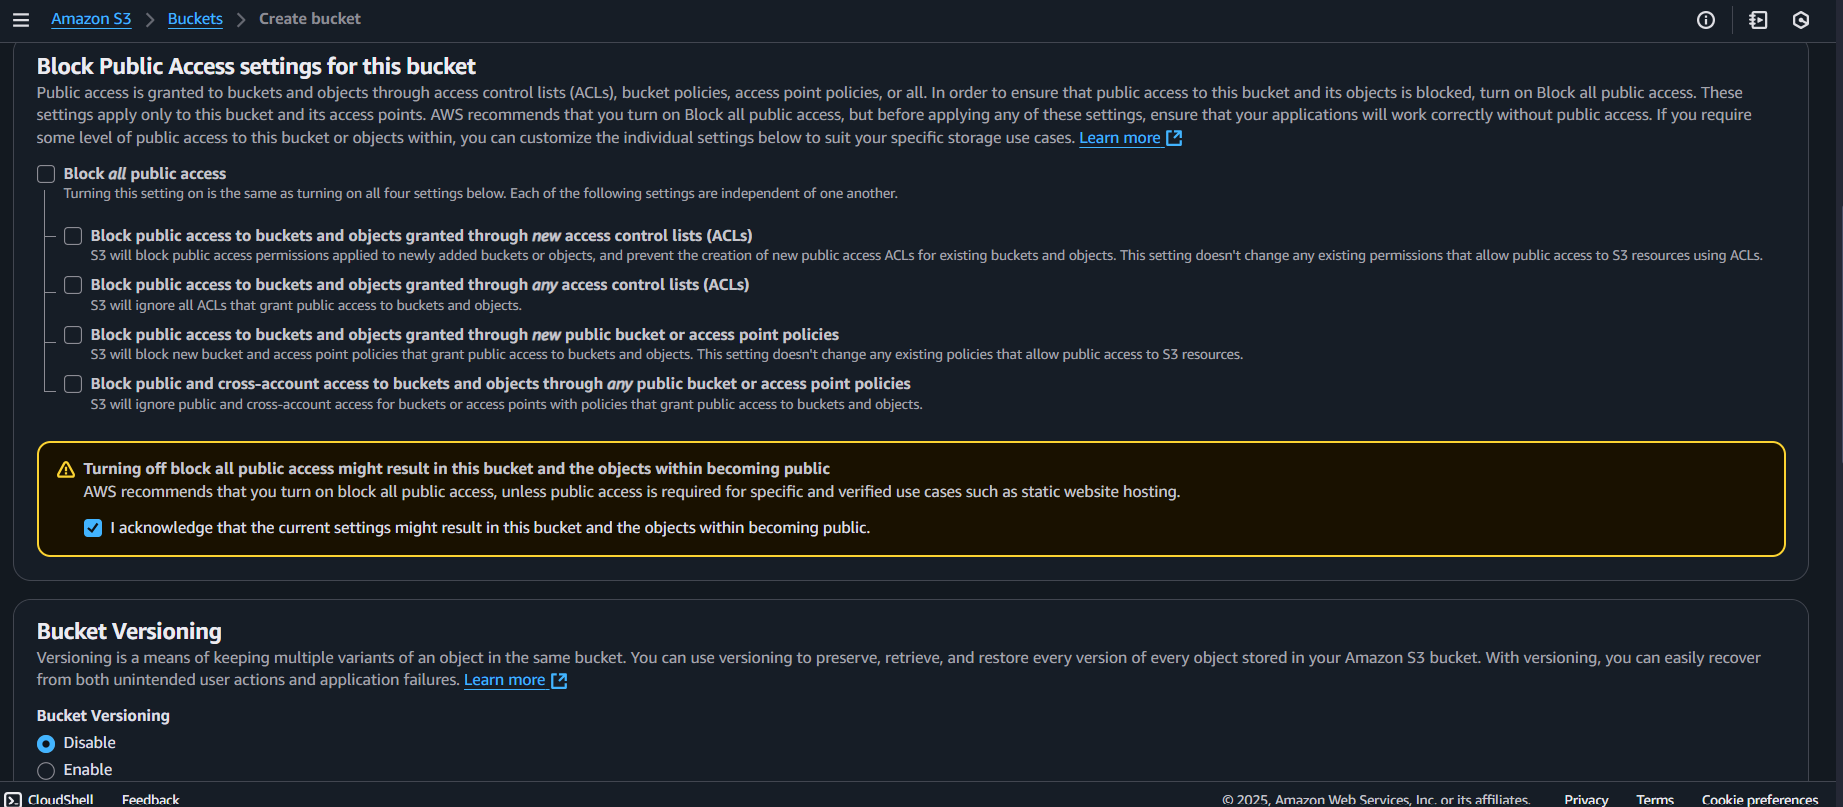 Amazon S3 > Buckets > Create bucket
Block Public Access settings for this bucket
Public access is granted to buckets and objects through access control lists (ACLs), bucket policies, access point policies, or all. In order to ensure that public access to this bucket and its objects is blocked, turn on Block all public access. These
settings apply only to this bucket and its access points. AWS recommends that you turn on Block all public access, but before applying any of these settings, ensure that your applications will work correctly without public access. If you require
some level of public access to this bucket or objects within, you can customize the individual settings below to suit your specific storage use cases. Learn more
Block all public access
Turning this setting on is the same as turning on all four settings below. Each of the following settings are independent of one another.
Block public access to buckets and objects granted through new access control lists (ACLs)
S3 will block public access permissions applied to newly added buckets or objects, and prevent the creation of new public access ACLs for existing buckets and objects. This setting doesn't change any existing permissions that allow public access to S3 resources using ACLs.
Block public access to buckets and objects granted through any access control lists (ACLs)
S3 will ignore all ACLs that grant public access to buckets and objects.
Block public access to buckets and objects granted through new public bucket or access point policies
S3 will block new bucket and access point policies that grant public access to buckets and objects. This setting doesn't change any existing policies that allow public access to S3 resources.
Block public and cross-account access to buckets and objects through any public bucket or access point policies
S3 will ignore public and cross-account access for buckets or access points with policies that grant public access to buckets and objects.
Turning off block all public access might result in this bucket and the objects within becoming public
AWS recommends that you turn on block all public access, unless public access is required for specific and verified use cases such as static website hosting.
I acknowledge that the current settings might result in this bucket and the objects within becoming public.
Bucket Versioning
Versioning is a means of keeping multiple variants of an object in the same bucket. You can use versioning to preserve, retrieve, and restore every version of every object stored in your Amazon S3 bucket. With versioning, you can easily recover
from both unintended user actions and application failures. Learn more
Bucket Versioning
Disable
Enable
CloudShell Feedback © 2025, Amazon Web Services, Inc. or its affiliates. Privacy Terms Cookie preferences